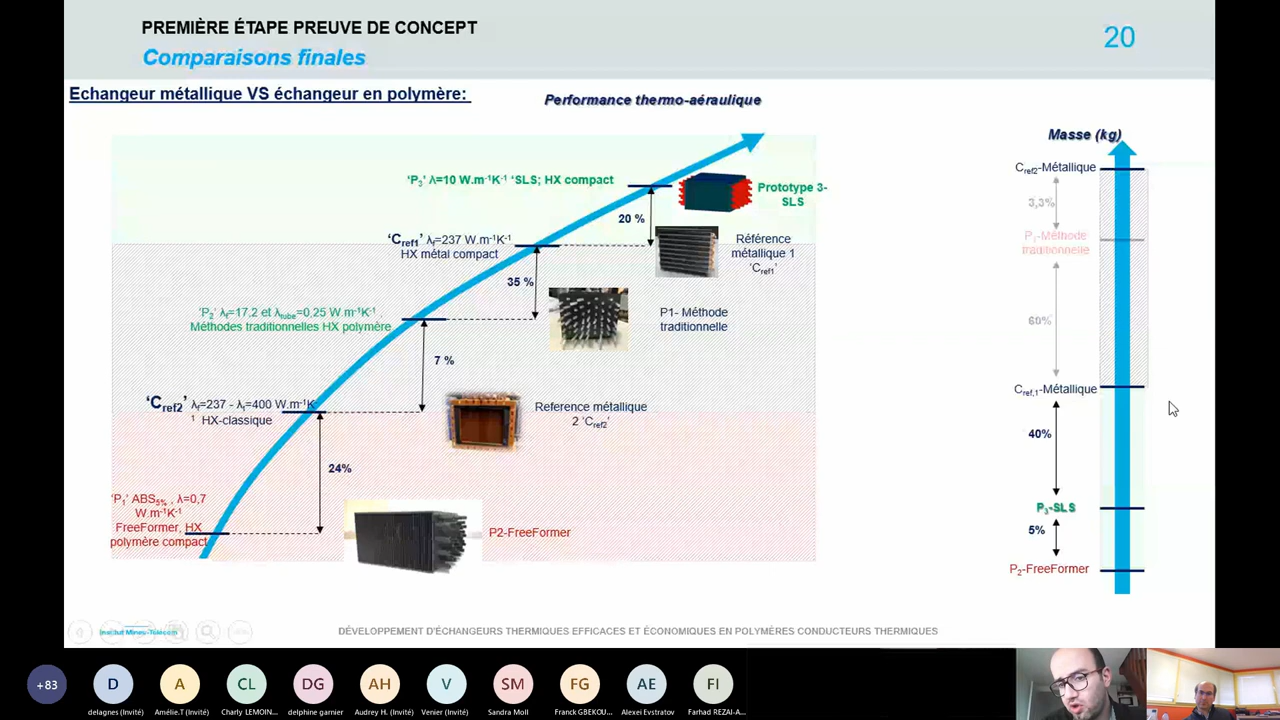 PREMIÈRE ÉTAPE PREUVE DE CONCEPT
20
Comparaisons finales
Echangeur métallique VS échangeur en polymère:
Performance thermo-aéraulique
Masse (kg)
'P3' λ=10 W.m-1K-1 'SLS; HX compact
Prototype 3-
SLS
20 %
'Cref1' λf=237 W.m-1K-1
HX métal compact
Référence
métallique 1
'Cref1'
35 %
'P2' λf=17,2 et λtube=0,25 W.m-1K-1 ,
Méthodes traditionnelles HX polymère
P1- Méthode
traditionnelle
7 %
'Cref2' λf=237 - λf=400 W.m-1K-
1 HX-classique
Reference métallique
2 'Cref2'
24%
'P1' ABS5% , λ=0,7
W.m-1K-1
FreeFormer, HX
polymère compact
P2-FreeFormer
Cref2-Métallique
3,3%
P1-Méthode
traditionnelle
60%
Cref,1-Métallique
40%
P3-SLS
5%
P2-FreeFormer
Institut Mines-Télécom
DÉVELOPPEMENT D'ÉCHANGEURS THERMIQUES EFFICACES ET ÉCONOMIQUES EN POLYMÈRES CONDUCTEURS THERMIQUES
+83
D
A
CL
DG
AH
V
SM
FG
AE
FI
delagnes (Invité)
Amélie.T (Invité)
Charly LEMOIN...
delphine garnier
Audrey H. (Invité)
Venier (Invité)
Sandra Moll
Franck GBEKOU...
Alexei Evstratov
Farhad REZAI-A...